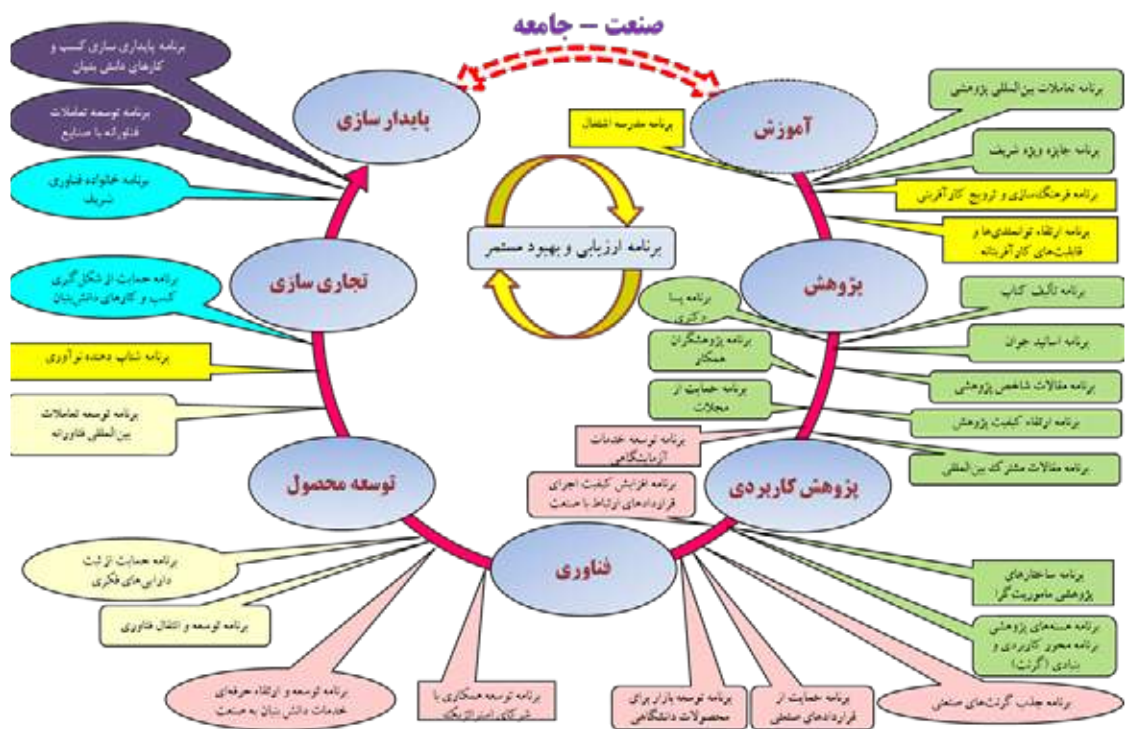 صنعت – جامعه
آموزش
پژوهش
پژوهش کاربردی
فناوری
توسعه محصول
تجاری سازی
پایدار سازی
برنامه ارزیابی و بهبود مستمر
برنامه تعاملات بین‌المللی پژوهشی
برنامه جایزه ویژه شریف
برنامه مدرسه اشتغال
برنامه فرهنگ‌سازی و ترویج کارآفرینی
برنامه ارتقاء توانمندی‌ها و
قابلیت‌های کارآفرینانه
برنامه تألیف کتاب
برنامه پسا
دکتری
برنامه اساتید جوان
برنامه پژوهشگران
همکار
برنامه مقالات شاخص پژوهشی
برنامه حمایت از
مجلات
برنامه ارتقاء کیفیت پژوهش
برنامه توسعه خدمات
آزمایشگاهی
برنامه مقالات مشترک بین‌المللی
برنامه افزایش کیفیت اجرای
قراردادهای ارتباط با صنعت
برنامه ساختارهای
پژوهشی ماموریت‌گرا
برنامه هسته‌های پژوهشی
برنامه محور کاربردی و
بنیادی (گرنت)
برنامه جذب گرنت‌های صنعتی
برنامه حمایت از
قراردادهای صنعتی
برنامه توسعه بازار برای
محصولات دانشگاهی
برنامه توسعه همکاری با
شرکای استراتژیک
برنامه توسعه و ارتقاء حرفه‌ای
خدمات دانش بنیان به صنعت
برنامه توسعه و انتقال فناوری
برنامه حمایت از ثبت
دارایی‌های فکری
برنامه توسعه تعاملات
بین‌المللی فناورانه
برنامه شتاب دهنده نوآوری
برنامه حمایت از شکل‌گیری
کسب و کارهای دانش‌بنیان
برنامه خانواده فناوری
شریف
برنامه توسعه تعاملات
فناورانه با صنایع
برنامه پایداری سازی کسب و
کارهای دانش بنیان